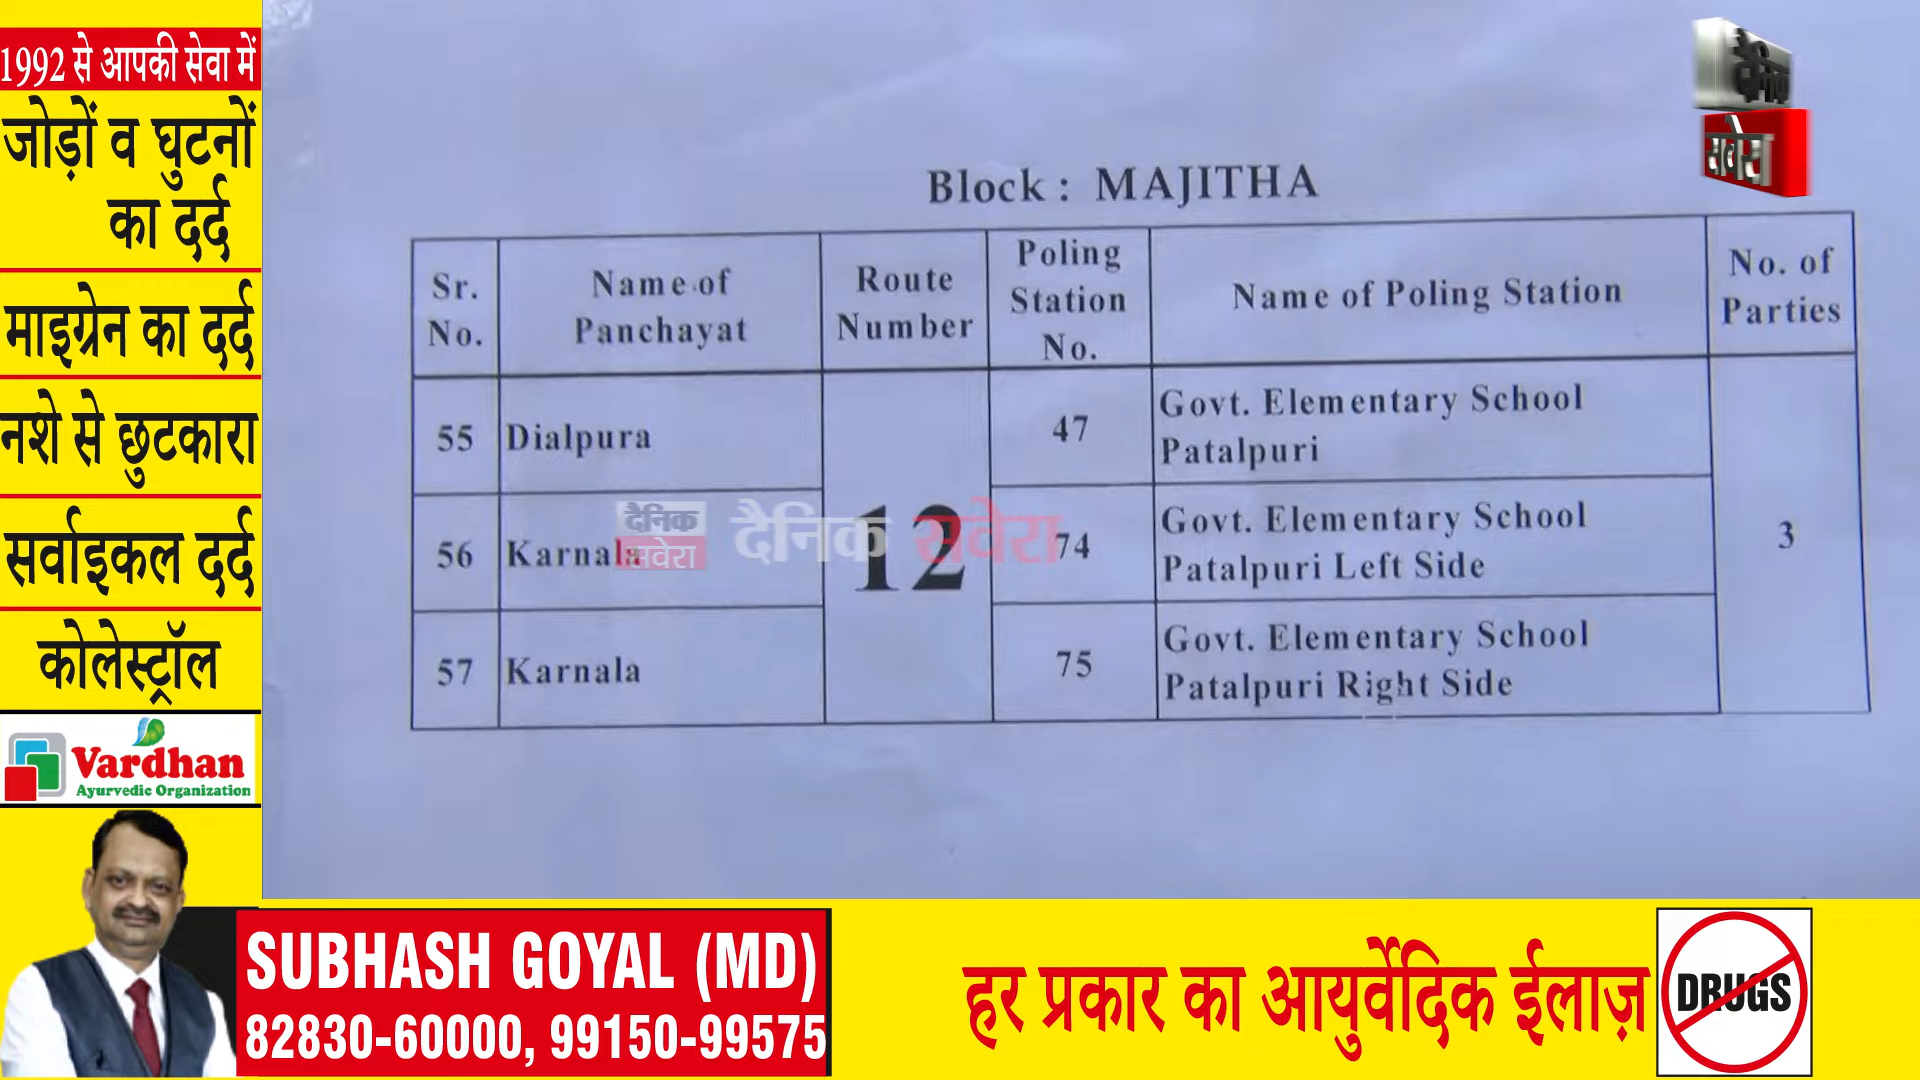 1992 से आपकी सेवा में
जोड़ों व घुटनों
का दर्द
माइग्रेन का दर्द
नशे से छुटकारा
सर्वाइकल दर्द
कोलेस्ट्रॉल
Vardhan
Ayurvedic Organization
दैनिक
सवेरा
Block : MAJITHA
Sr. No.
Name of Panchayat
Route Number
Poling Station No.
Name of Poling Station
No. of Parties
55 Dialpura 47 Govt. Elementary School
Patalpuri
56 Karnala 12 74 Govt. Elementary School
Patalpuri Left Side
3
57 Karnala 75 Govt. Elementary School
Patalpuri Right Side
दैनिक
सवेरा
दैनिक सवेरा
SUBHASH GOYAL (MD)
82830-60000, 99150-99575
हर प्रकार का आयुर्वेदिक ईलाज़
DRUGS